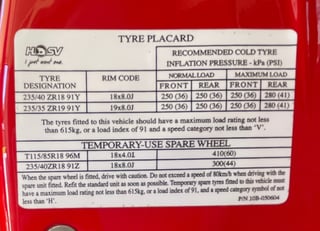 TYRE PLACARD
HSV
I just want one.
RECOMMENDED COLD TYRE
INFLATION PRESSURE - kPa (PSI)
TYRE DESIGNATION RIM CODE NORMAL LOAD MAXIMUM LOAD
FRONT REAR FRONT REAR
235/40 ZR18 91Y 18x8.0J 250 (36) 250 (36) 250 (36) 280 (41)
235/35 ZR19 91Y 19x8.0J 250 (36) 250 (36) 250 (36) 280 (41)
The tyres fitted to this vehicle should have a maximum load rating not less
than 615kg, or a load index of 91 and a speed category not less than 'V'.
TEMPORARY-USE SPARE WHEEL
T115/85R18 96M 18x4.0J 410(60)
235/40ZR18 91Z 18x8.0J 300(44)
When the spare wheel is fitted, drive with caution. Do not exceed a speed of 80km/h when driving with the
spare unit fitted. Refit the standard unit as soon as possible. Temporary spare tyres fitted to this vehicle must
have a maximum load rating not less than 615kg, or a load index of 91, and a speed category symbol of not
less than 'H'. P/N 10B-050604